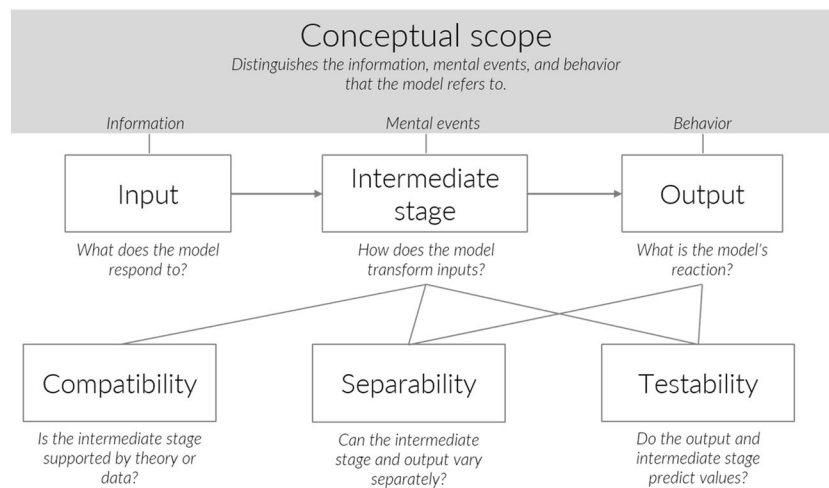 Conceptual scope
Distinguishes the information, mental events, and behavior
that the model refers to.
Information
Mental events
Behavior
Input
Intermediate
stage
Output
What does the model
respond to?
How does the model
transform inputs?
What is the model's
reaction?
Compatibility
Separability
Testability
Is the intermediate stage
supported by theory or
data?
Can the intermediate
stage and output vary
separately?
Do the output and
intermediate stage
predict values?